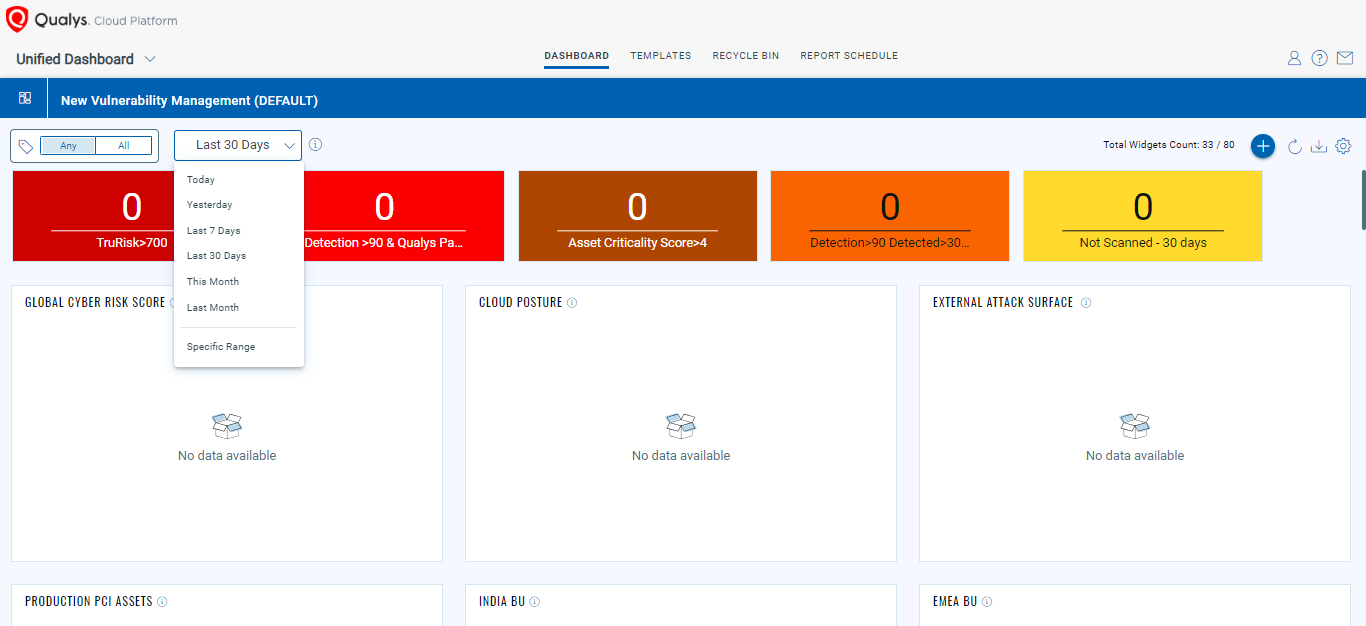 Qualys. Cloud Platform
Unified Dashboard
DASHBOARD TEMPLATES RECYCLE BIN REPORT SCHEDULE
New Vulnerability Management (DEFAULT)
Any All
Last 30 Days
Total Widgets Count: 33 / 80
Today
Yesterday
Last 7 Days
Last 30 Days
This Month
Last Month
Specific Range
0
TruRisk>700
0
Detection >90 & Qualys Pa...
0
Asset Criticality Score>4
0
Detection>90 Detected>30...
0
Not Scanned - 30 days
GLOBAL CYBER RISK SCORE
No data available
CLOUD POSTURE
No data available
EXTERNAL ATTACK SURFACE
No data available
PRODUCTION PCI ASSETS
INDIA BU
EMEA BU